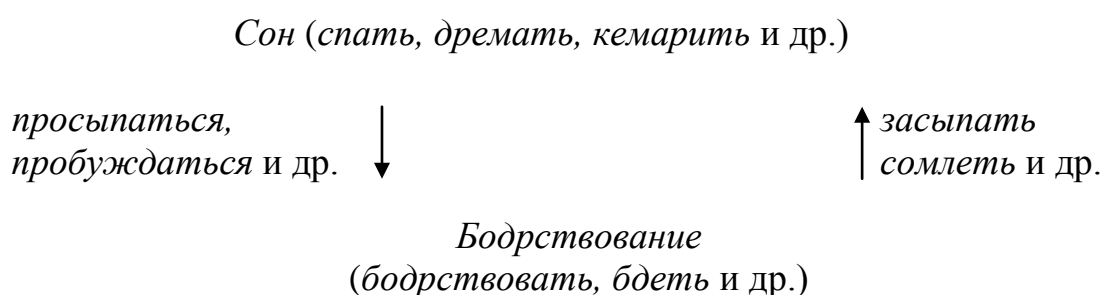 Сон (спать, дремать, кемарить и др.)
просыпаться,
пробуждаться и др.
засыпать
сомлеть и др.
Бодрствование
(бодрствовать, бдеть и др.)